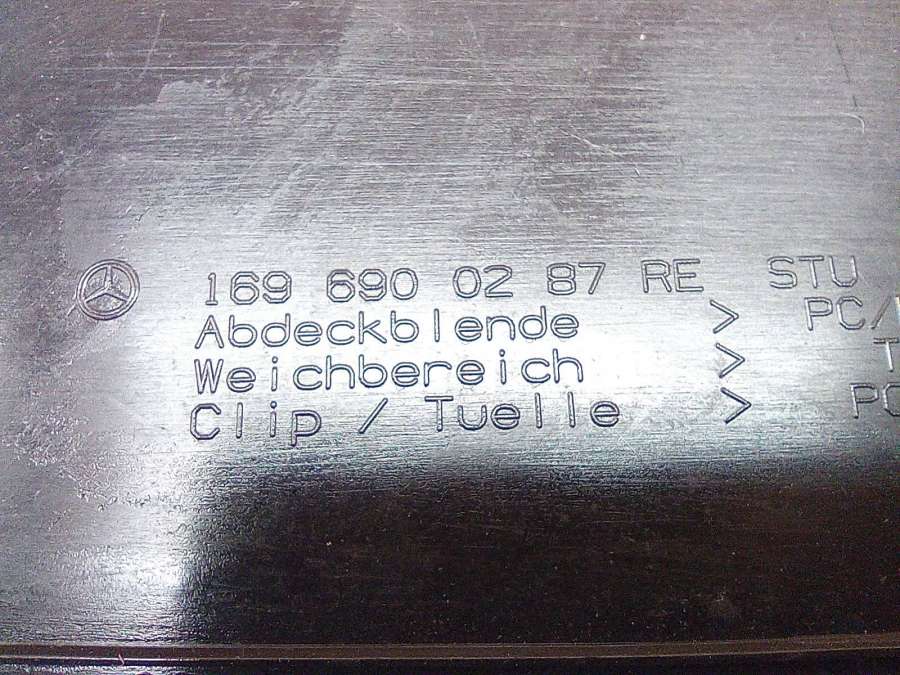 169 690 02 87 RE STU
Abdeckblende > PC/
Weichbereich >
Clip / Tuelle >